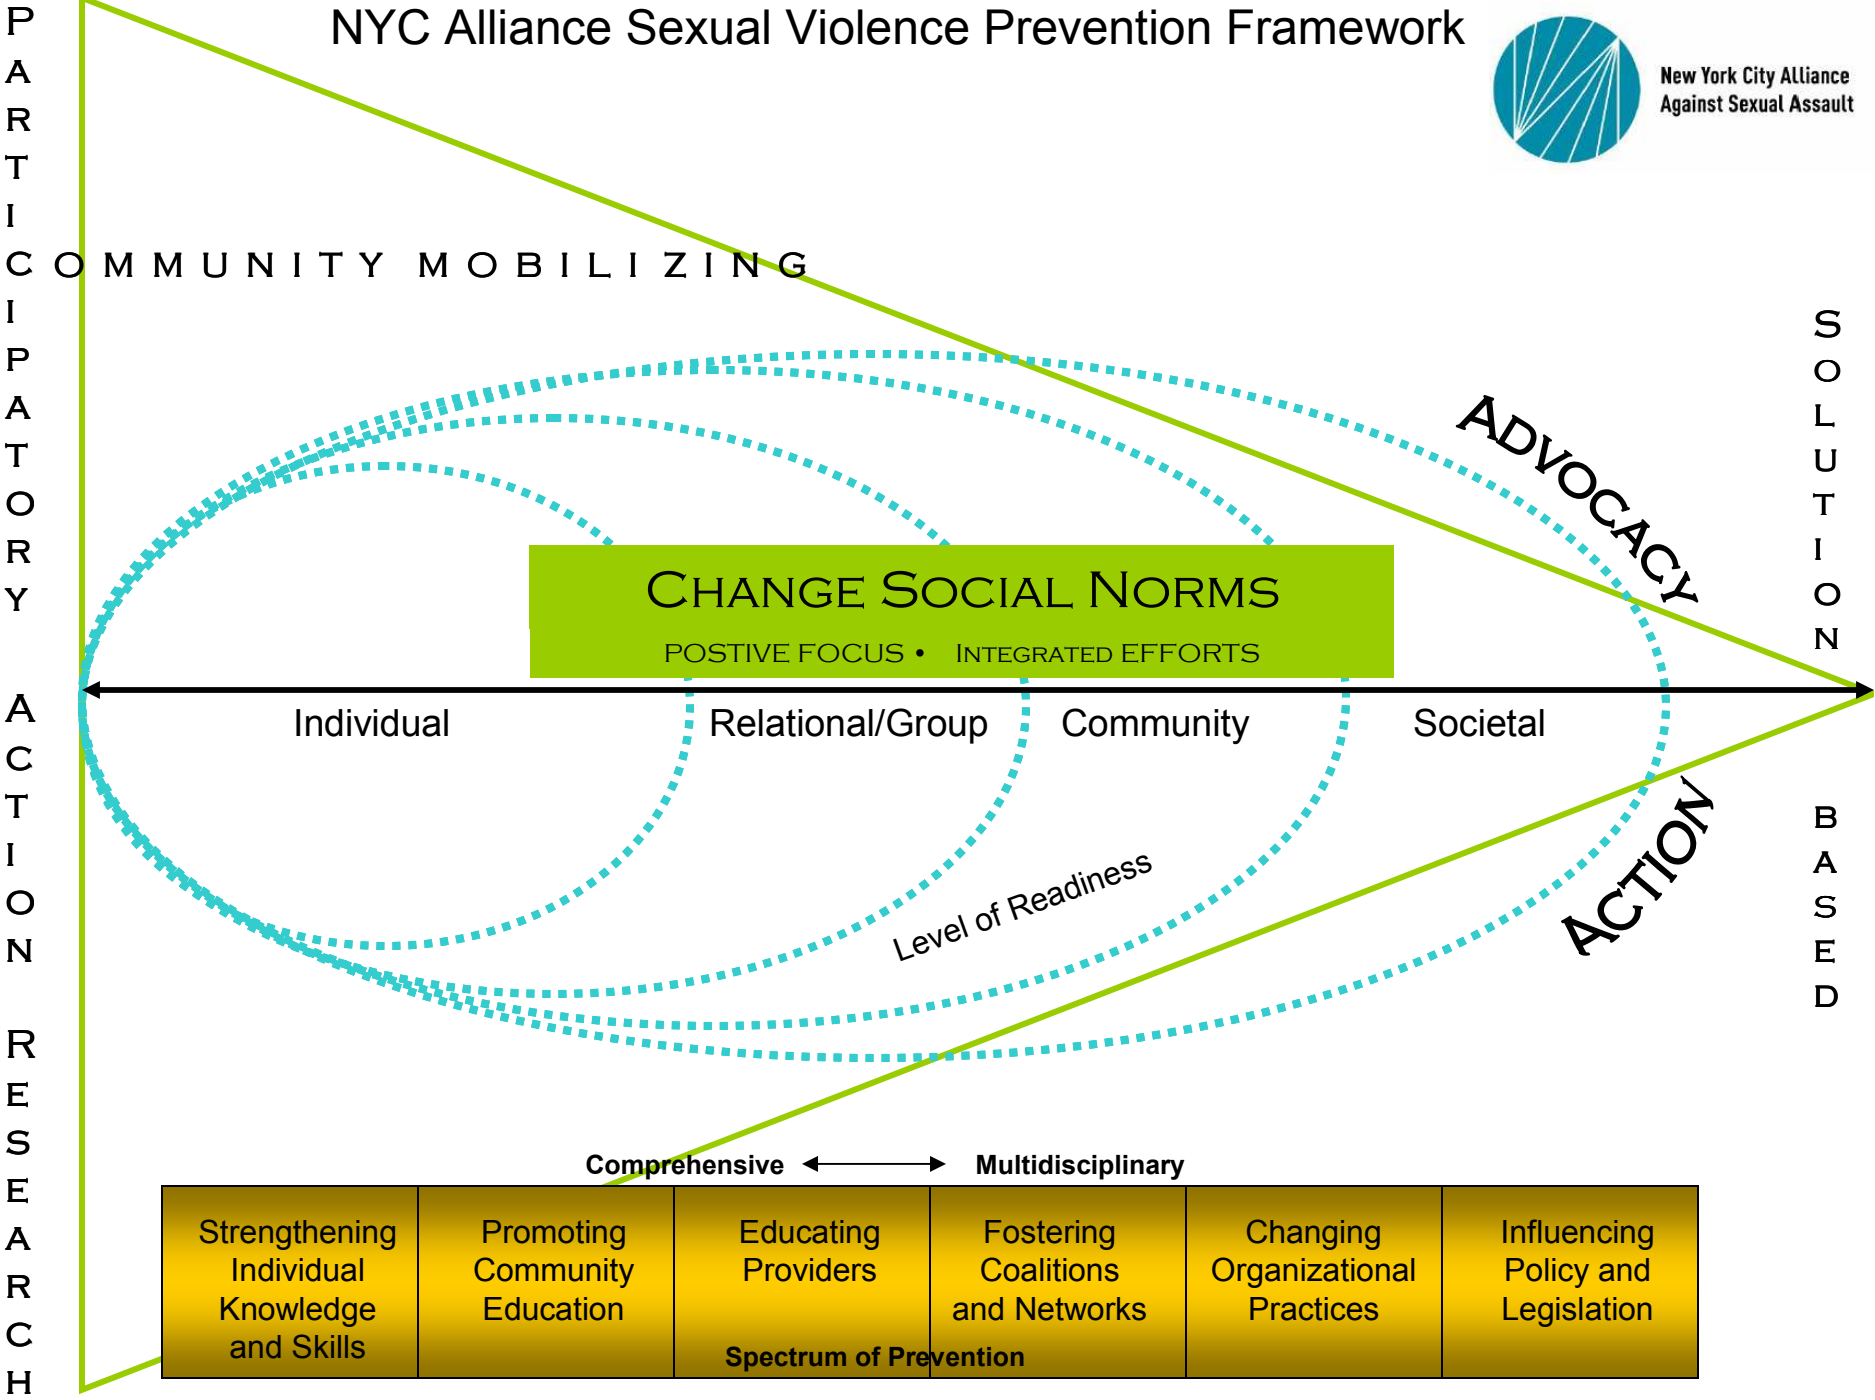 NYC Alliance Sexual Violence Prevention Framework
New York City Alliance
Against Sexual Assault
PARTICIPATORY ACTION RESEARCH
COMMUNITY MOBILIZING
SOLUTION BASED
ADVOCACY
CHANGE SOCIAL NORMS
POSTIVE FOCUS • INTEGRATED EFFORTS
Individual
Relational/Group
Community
Societal
Level of Readiness
ACTION
Comprehensive
Multidisciplinary
Strengthening
Individual
Knowledge
and Skills
Promoting
Community
Education
Educating
Providers
Fostering
Coalitions
and Networks
Changing
Organizational
Practices
Influencing
Policy and
Legislation
Spectrum of Prevention